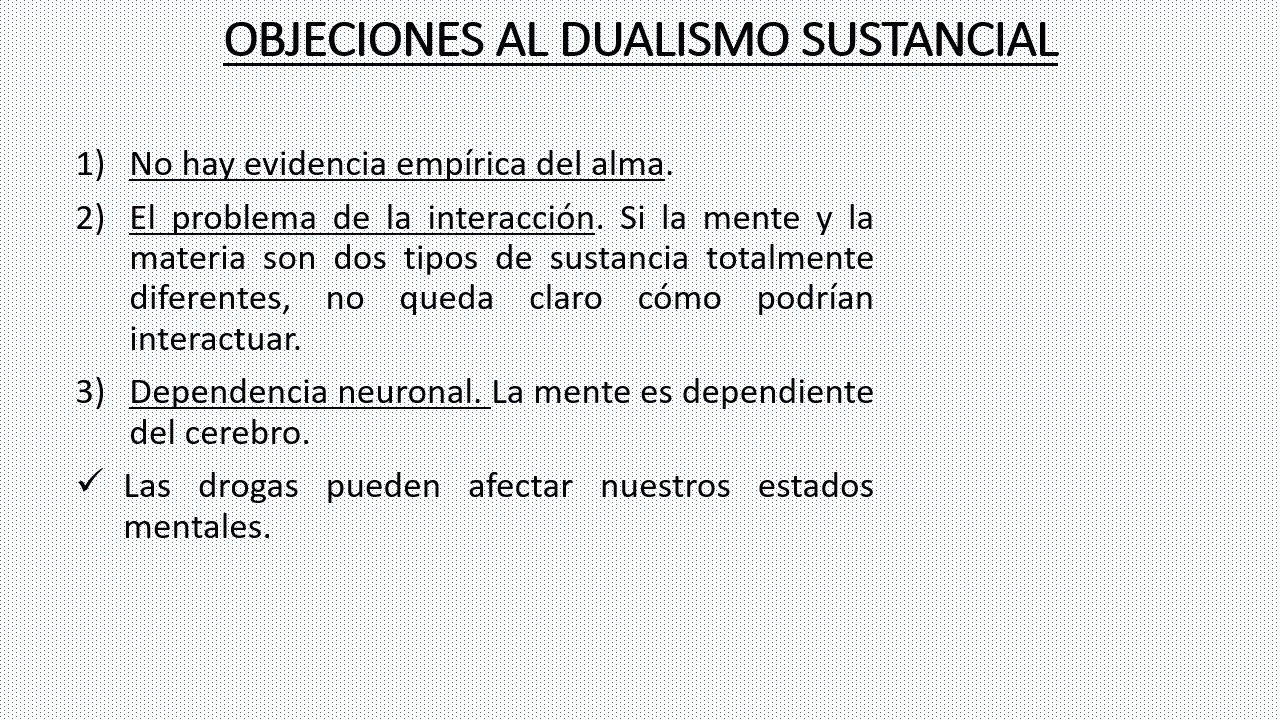 OBJECIONES AL DUALISMO SUSTANCIAL
1) No hay evidencia empírica del alma.
2) El problema de la interacción. Si la mente y la
materia son dos tipos de sustancia totalmente
diferentes, no queda claro cómo podrían
interactuar.
3) Dependencia neuronal. La mente es dependiente
del cerebro.
✓ Las drogas pueden afectar nuestros estados
mentales.